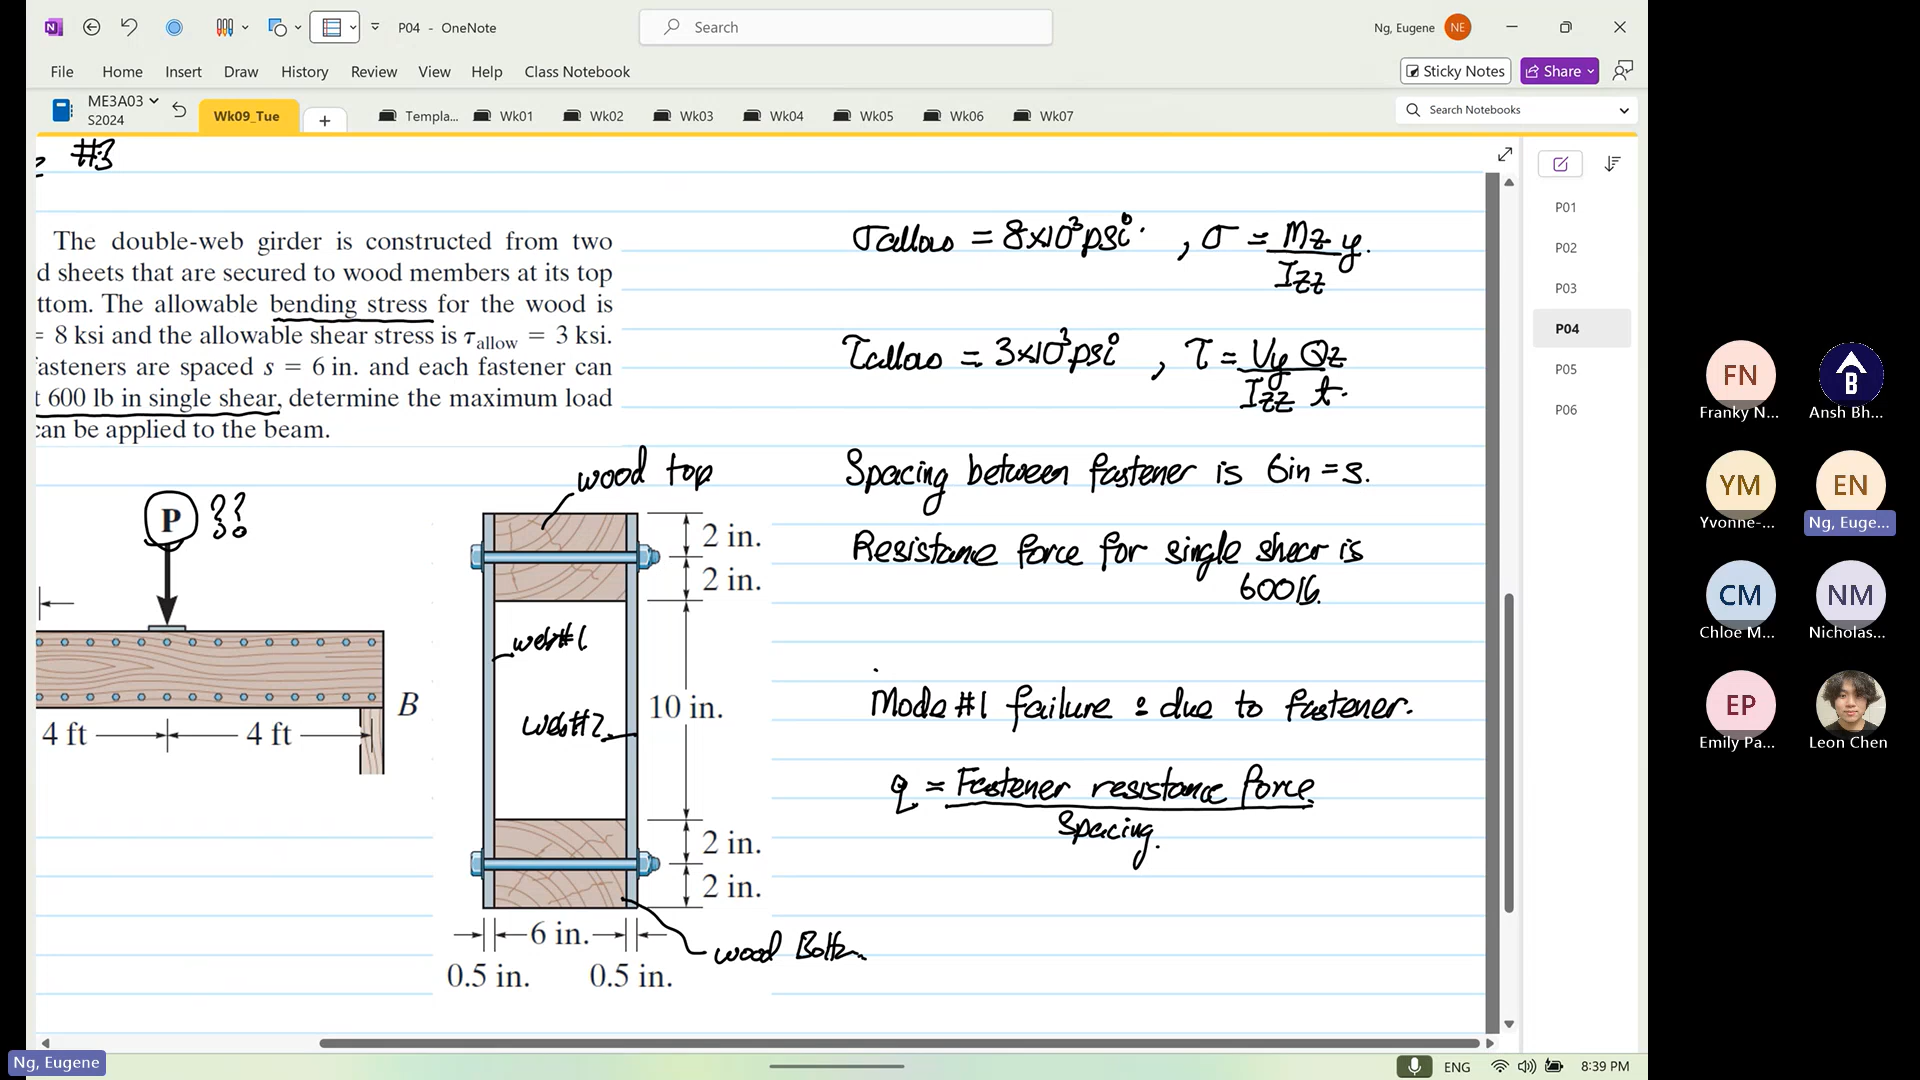 P04 - OneNote
Search
Ng, Eugene
NE
File
Home
Insert
Draw
History
Review
View
Help
Class Notebook
Sticky Notes
Share
ME3A03
S2024
Wk09_Tue
Templa...
Wk01
Wk02
Wk03
Wk04
Wk05
Wk06
Wk07
Search Notebooks
#3
The double-web girder is constructed from two
d sheets that are secured to wood members at its top
ttom. The allowable bending stress for the wood is
= 8 ksi and the allowable shear stress is τallow = 3 ksi.
fasteners are spaced s = 6 in. and each fastener can
t 600 lb in single shear, determine the maximum load
can be applied to the beam.
P ??
4 ft
4 ft
B
wood top
web#1
web#2
wood Bottom
2 in.
2 in.
10 in.
2 in.
2 in.
6 in.
0.5 in.
0.5 in.
σallow = 8×10³psi , σ = Mz y
Izz
τallow = 3×10³psi , τ = Vy Qz
Izz t
Spacing between fastener is 6in = s.
Resistance force for single shear is
600lb.
Mode #1 failure : due to fastener.
q = Fastener resistance force
Spacing.
P01
P02
P03
P04
P05
P06
FN
Franky N...
Ansh Bh...
YM
Yvonne-...
EN
Ng, Euge...
CM
Chloe M...
NM
Nicholas...
EP
Emily Pa...
Leon Chen
Ng, Eugene
ENG
8:39 PM